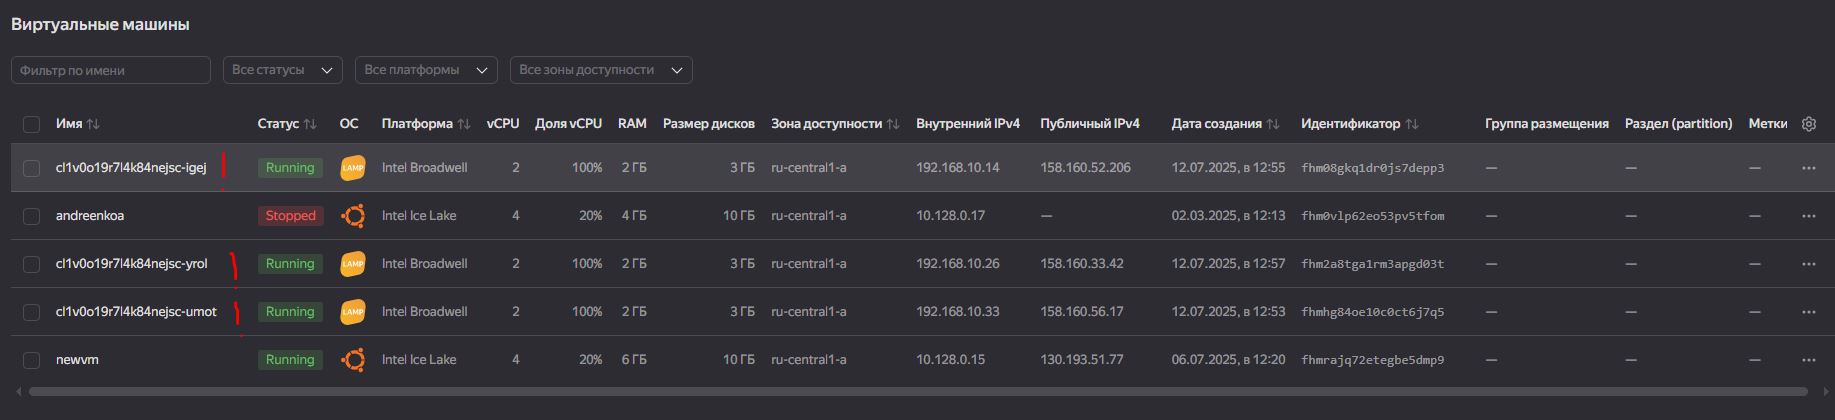 Виртуальные машины
Фильтр по имени Все статусы Все платформы Все зоны доступности
Имя Статус ОС Платформа vCPU Доля vCPU RAM Размер дисков Зона доступности Внутренний IPv4 Публичный IPv4 Дата создания Идентификатор Группа размещения Раздел (partition) Метки
cl1v0o19r7l4k84nejsc-igej Running LAMP Intel Broadwell 2 100% 2 ГБ 3 ГБ ru-central1-a 192.168.10.14 158.160.52.206 12.07.2025, в 12:55 fhm08gkq1dr0js7depp3 — — —
andreenkoa Stopped Intel Ice Lake 4 20% 4 ГБ 10 ГБ ru-central1-a 10.128.0.17 — 02.03.2025, в 12:13 fhm0vlp62eo53pv5tfom — — —
cl1v0o19r7l4k84nejsc-yrol Running LAMP Intel Broadwell 2 100% 2 ГБ 3 ГБ ru-central1-a 192.168.10.26 158.160.33.42 12.07.2025, в 12:57 fhm2a8tga1rm3apgd03t — — —
cl1v0o19r7l4k84nejsc-umot Running LAMP Intel Broadwell 2 100% 2 ГБ 3 ГБ ru-central1-a 192.168.10.33 158.160.56.17 12.07.2025, в 12:53 fhmhg84oe10c0ct6j7q5 — — —
newvm Running Intel Ice Lake 4 20% 6 ГБ 10 ГБ ru-central1-a 10.128.0.15 130.193.51.77 06.07.2025, в 12:20 fhmrajq72etegbe5dmp9 — — —